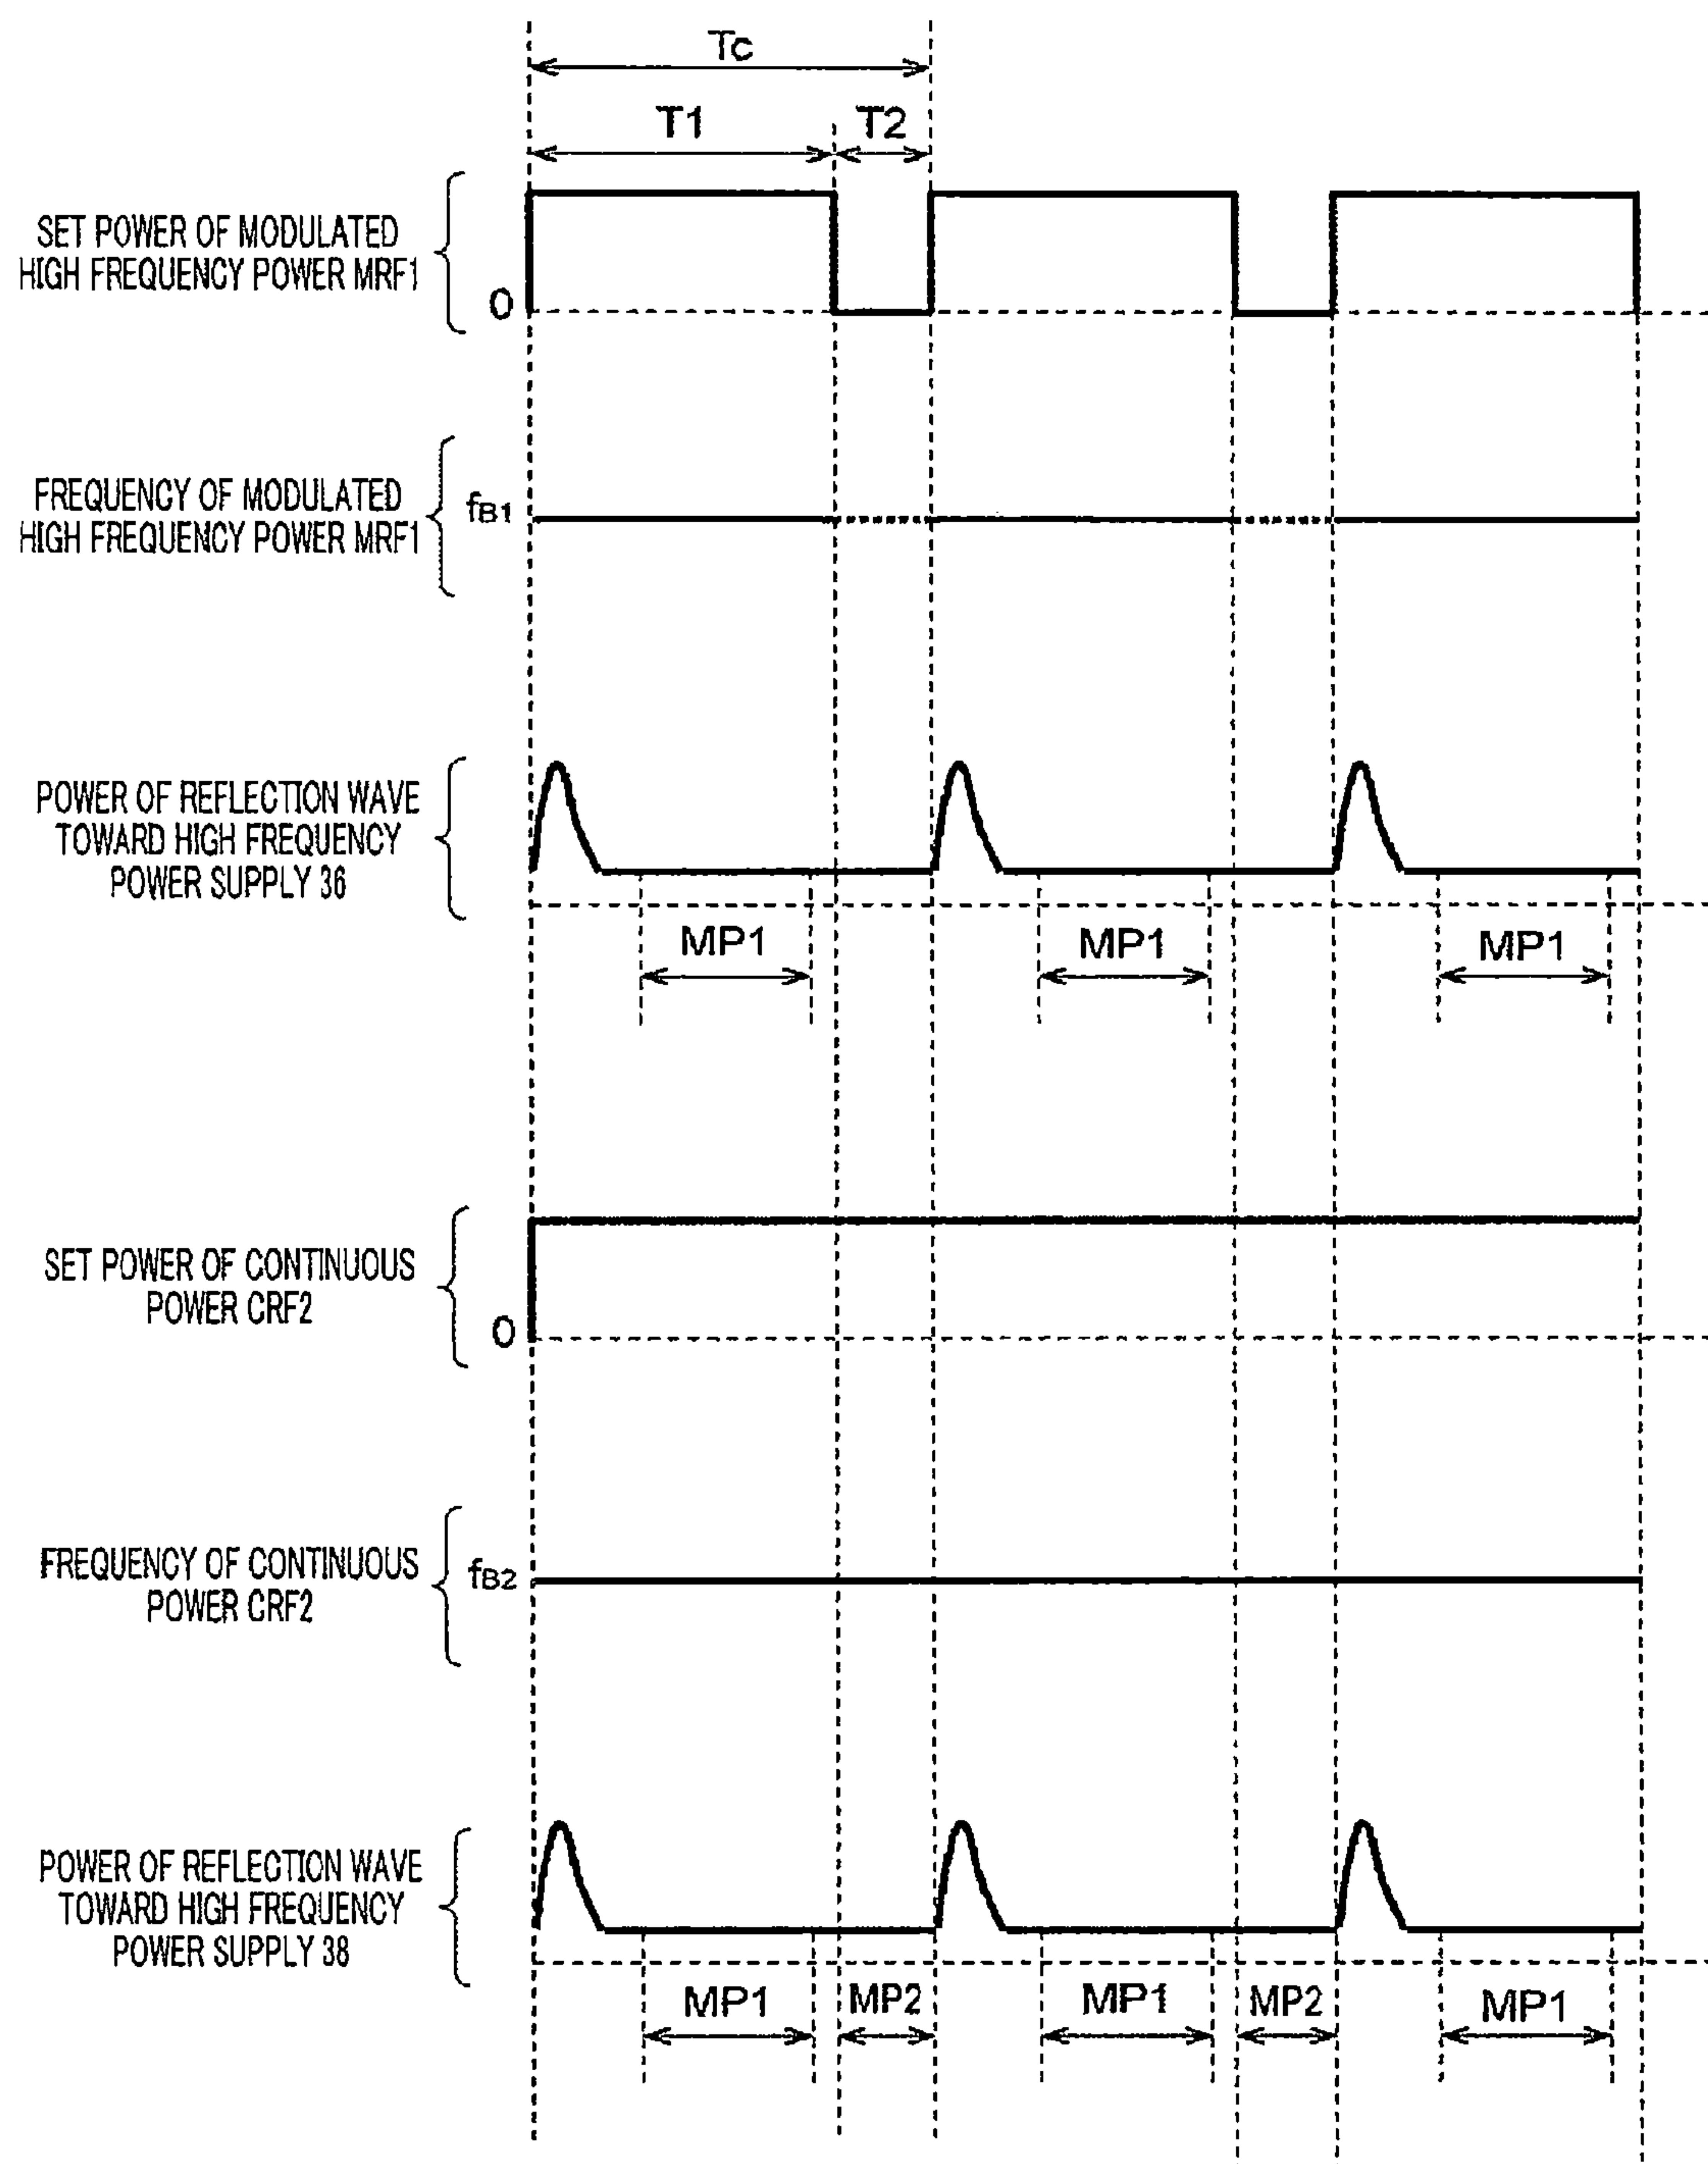 Tc
T1 T2
SET POWER OF MODULATED
HIGH FREQUENCY POWER MRF1
0
FREQUENCY OF MODULATED
HIGH FREQUENCY POWER MRF1
fB1
POWER OF REFLECTION WAVE
TOWARD HIGH FREQUENCY
POWER SUPPLY 36
MP1 MP1 MP1
SET POWER OF CONTINUOUS
POWER CRF2
0
FREQUENCY OF CONTINUOUS
POWER CRF2
fB2
POWER OF REFLECTION WAVE
TOWARD HIGH FREQUENCY
POWER SUPPLY 38
MP1 MP2 MP1 MP2 MP1